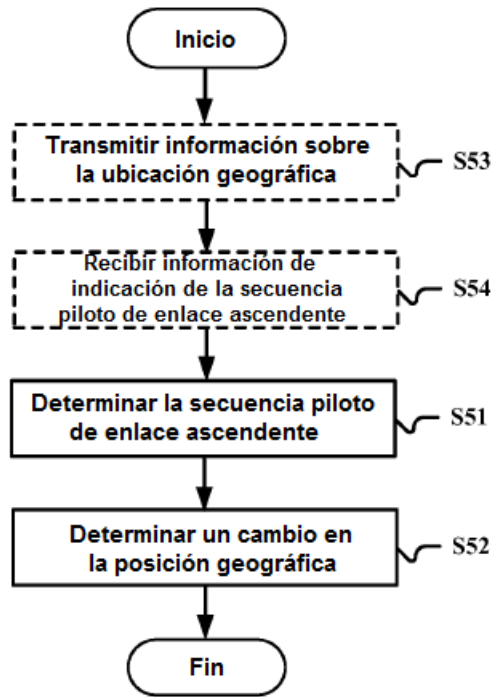 Inicio
Transmitir información sobre
la ubicación geográfica
S53
Recibir información de
indicación de la secuencia
piloto de enlace ascendente
S54
Determinar la secuencia piloto
de enlace ascendente
S51
Determinar un cambio en
la posición geográfica
S52
Fin